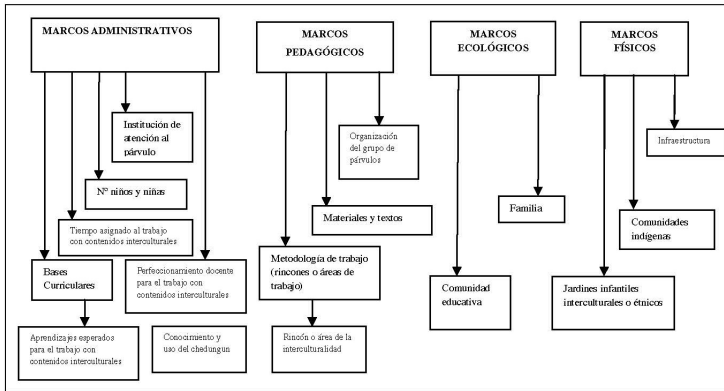 MARCOS ADMINISTRATIVOS
MARCOS
PEDAGÓGICOS
MARCOS
ECOLÓGICOS
MARCOS
FÍSICOS
Institución de
atención al
párvulo
Organización
del grupo de
párvulos
Infraestructura
Nº niños y niñas
Materiales y textos
Familia
Comunidades
indígenas
Tiempo asignado al trabajo
con contenidos interculturales
Bases
Curriculares
Perfeccionamiento docente
para el trabajo con
contenidos interculturales
Metodología de trabajo
(rincones o áreas de
trabajo)
Comunidad
educativa
Jardines infantiles
interculturales o étnicos
Aprendizajes esperados
para el trabajo con
contenidos interculturales
Conocimiento y
uso del chedungun
Rincón o área de la
interculturalidad